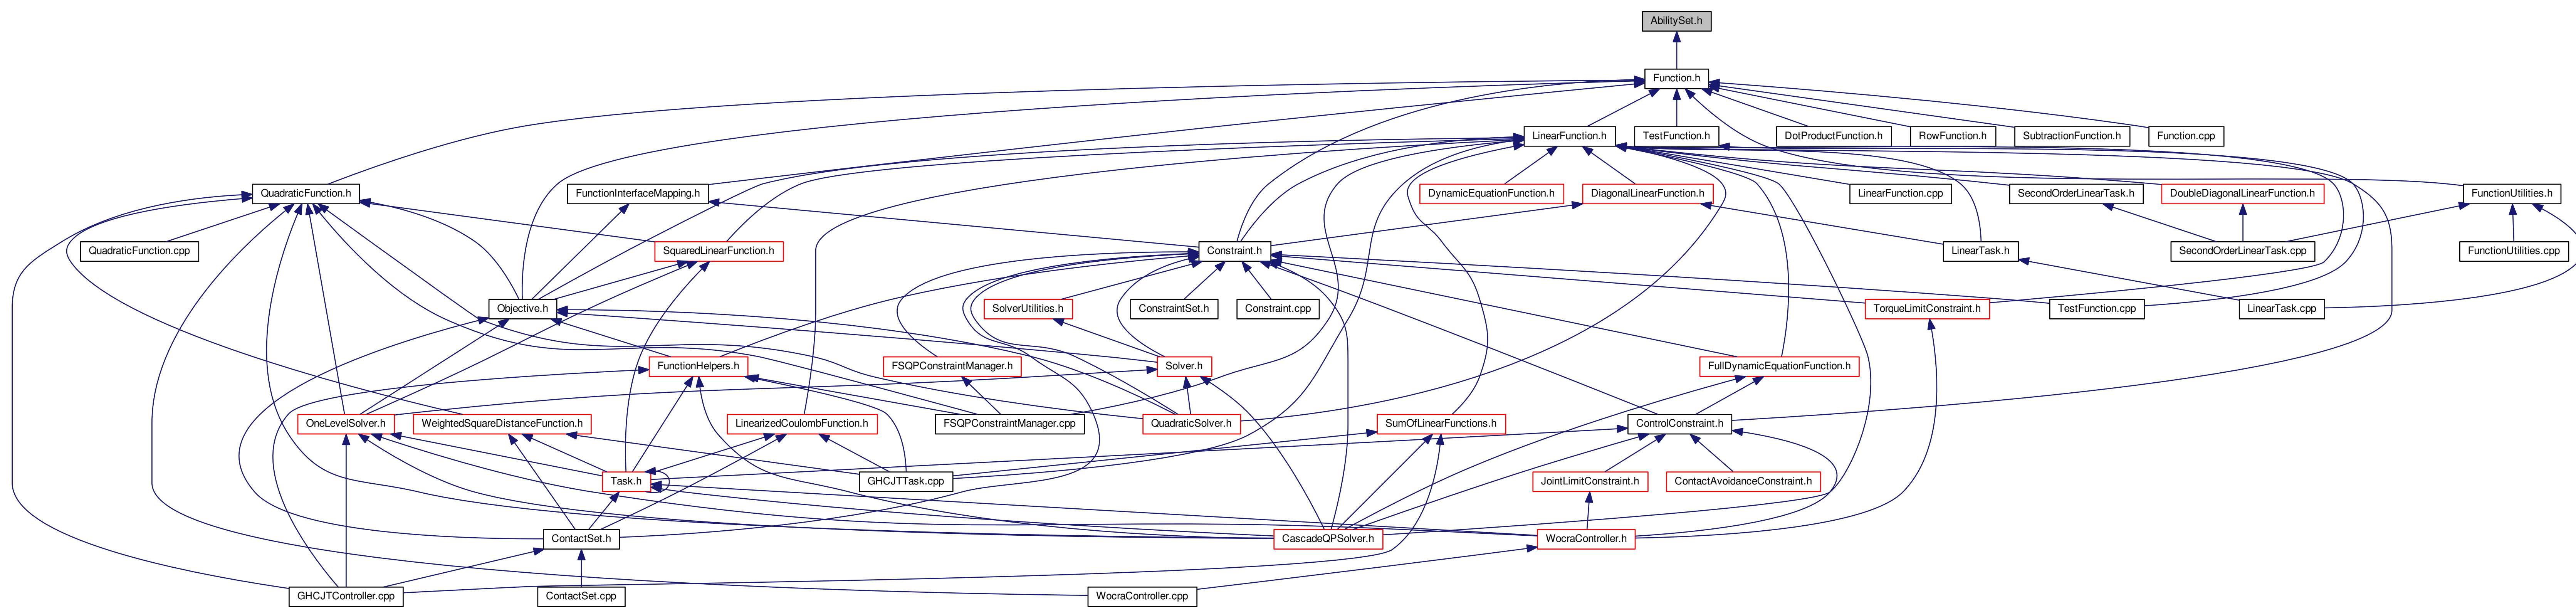 AbilitySet.h
Function.h
LinearFunction.h
TestFunction.h
DotProductFunction.h
RowFunction.h
SubtractionFunction.h
Function.cpp
QuadraticFunction.h
FunctionInterfaceMapping.h
DynamicEquationFunction.h
DiagonalLinearFunction.h
LinearFunction.cpp
SecondOrderLinearTask.h
DoubleDiagonalLinearFunction.h
FunctionUtilities.h
QuadraticFunction.cpp
SquaredLinearFunction.h
Constraint.h
LinearTask.h
SecondOrderLinearTask.cpp
FunctionUtilities.cpp
Objective.h
SolverUtilities.h
ConstraintSet.h
Constraint.cpp
TorqueLimitConstraint.h
TestFunction.cpp
LinearTask.cpp
FunctionHelpers.h
FSQPConstraintManager.h
Solver.h
FullDynamicEquationFunction.h
OneLevelSolver.h
WeightedSquareDistanceFunction.h
LinearizedCoulombFunction.h
FSQPConstraintManager.cpp
QuadraticSolver.h
SumOfLinearFunctions.h
ControlConstraint.h
Task.h
GHCJTTask.cpp
JointLimitConstraint.h
ContactAvoidanceConstraint.h
ContactSet.h
CascadeQPSolver.h
WocraController.h
GHCJTController.cpp
ContactSet.cpp
WocraController.cpp